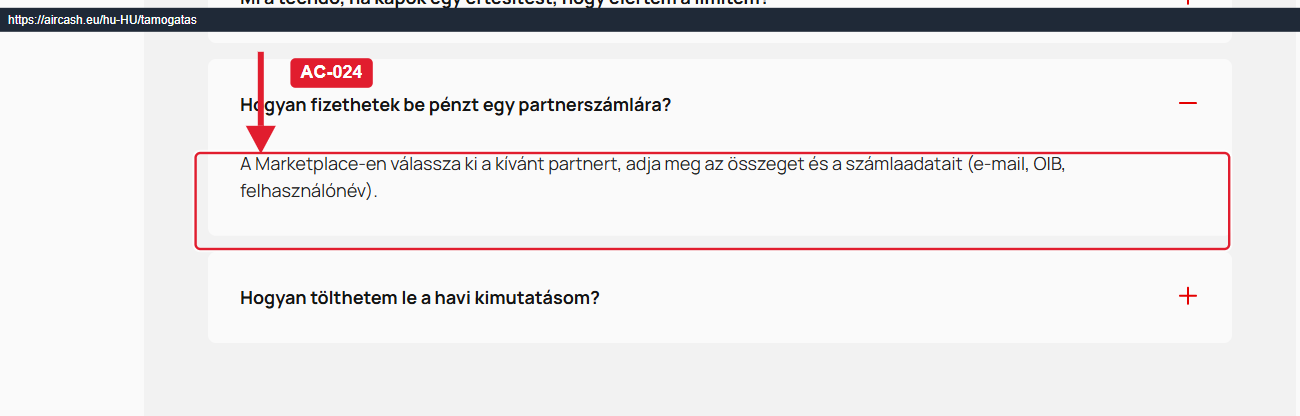 https://aircash.eu/hu-HU/tamogatas
AC-024
Hogyan fizethetek be pénzt egy partnerszámlára?
A Marketplace-en válassza ki a kívánt partnert, adja meg az összeget és a számlaadatait (e-mail, OIB,
felhasználónév).
Hogyan tölthetem le a havi kimutatásom?